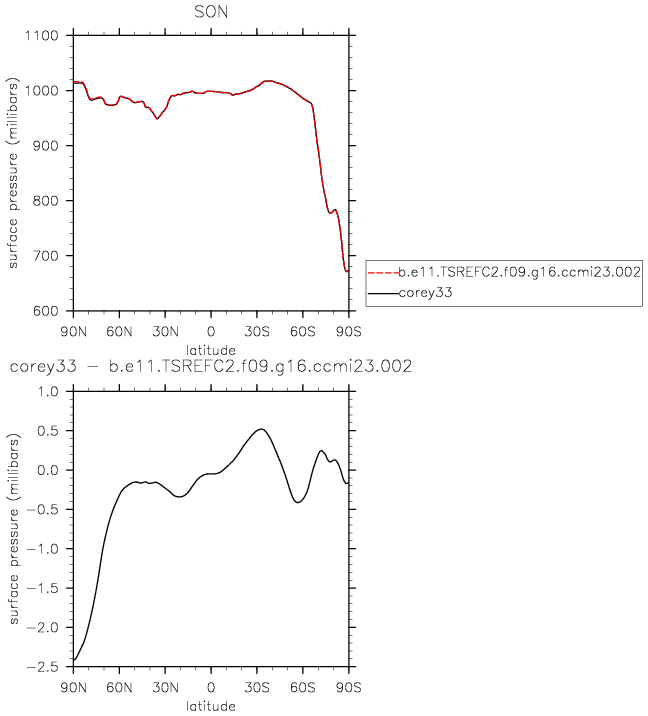 SON
1100
1000
900
800
700
600
surface pressure (millibars)
90N 60N 30N 0 30S 60S 90S
latitude
b.e11.TSREFC2.f09.g16.ccmi23.002
corey33
corey33 − b.e11.TSREFC2.f09.g16.ccmi23.002
1.0
0.5
0.0
−0.5
−1.0
−1.5
−2.0
−2.5
surface pressure (millibars)
90N 60N 30N 0 30S 60S 90S
latitude